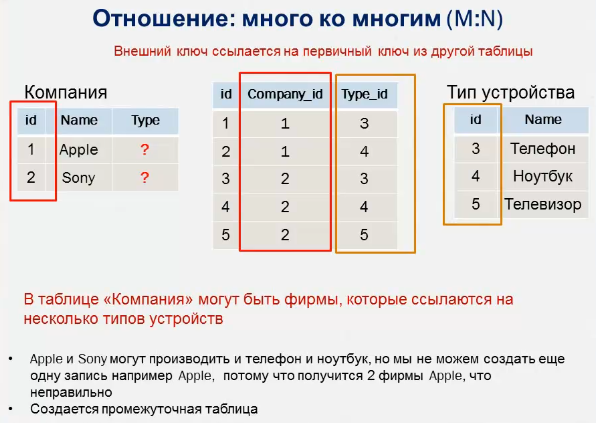 Отношение: много ко многим (M:N)
Внешний ключ ссылается на первичный ключ из другой таблицы
Компания
id Name Type
1 Apple ?
2 Sony ?
id Company_id Type_id
1 1 3
2 1 4
3 2 3
4 2 4
5 2 5
Тип устройства
id Name
3 Телефон
4 Ноутбук
5 Телевизор
В таблице «Компания» могут быть фирмы, которые ссылаются на
несколько типов устройств
• Apple и Sony могут производить и телефон и ноутбук, но мы не можем создать еще
одну запись например Apple, потому что получится 2 фирмы Apple, что
неправильно
• Создается промежуточная таблица